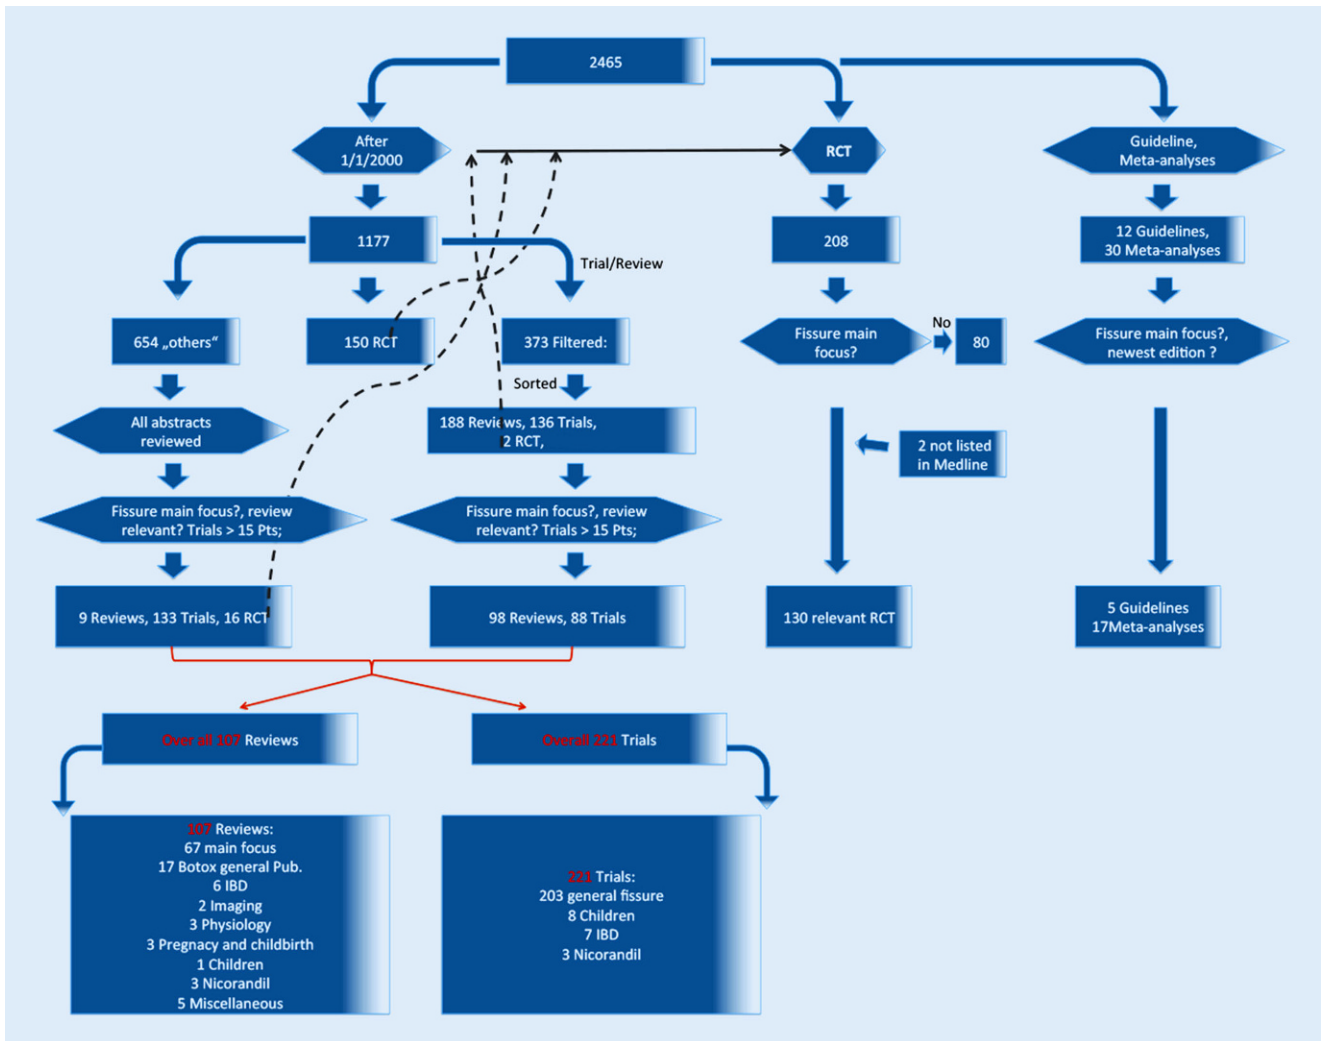 2465
After
1/1/2000
RCT
Guideline,
Meta-analyses
1177
208
12 Guidelines,
30 Meta-analyses
Trial/Review
654 „others“
150 RCT
373 Filtered:
Fissure main
focus?
No
80
Fissure main focus?,
newest edition ?
Sorted
All abstracts
reviewed
188 Reviews, 136 Trials,
2 RCT,
2 not listed
in Medline
Fissure main focus?, review
relevant? Trials > 15 Pts;
Fissure main focus?, review
relevant? Trials > 15 Pts;
9 Reviews, 133 Trials, 16 RCT
98 Reviews, 88 Trials
130 relevant RCT
5 Guidelines
17Meta-analyses
Over all 107 Reviews
Overall 221 Trials
107 Reviews:
67 main focus
17 Botox general Pub.
6 IBD
2 Imaging
3 Physiology
3 Pregnacy and childbirth
1 Children
3 Nicorandil
5 Miscellaneous
221 Trials:
203 general fissure
8 Children
7 IBD
3 Nicorandil